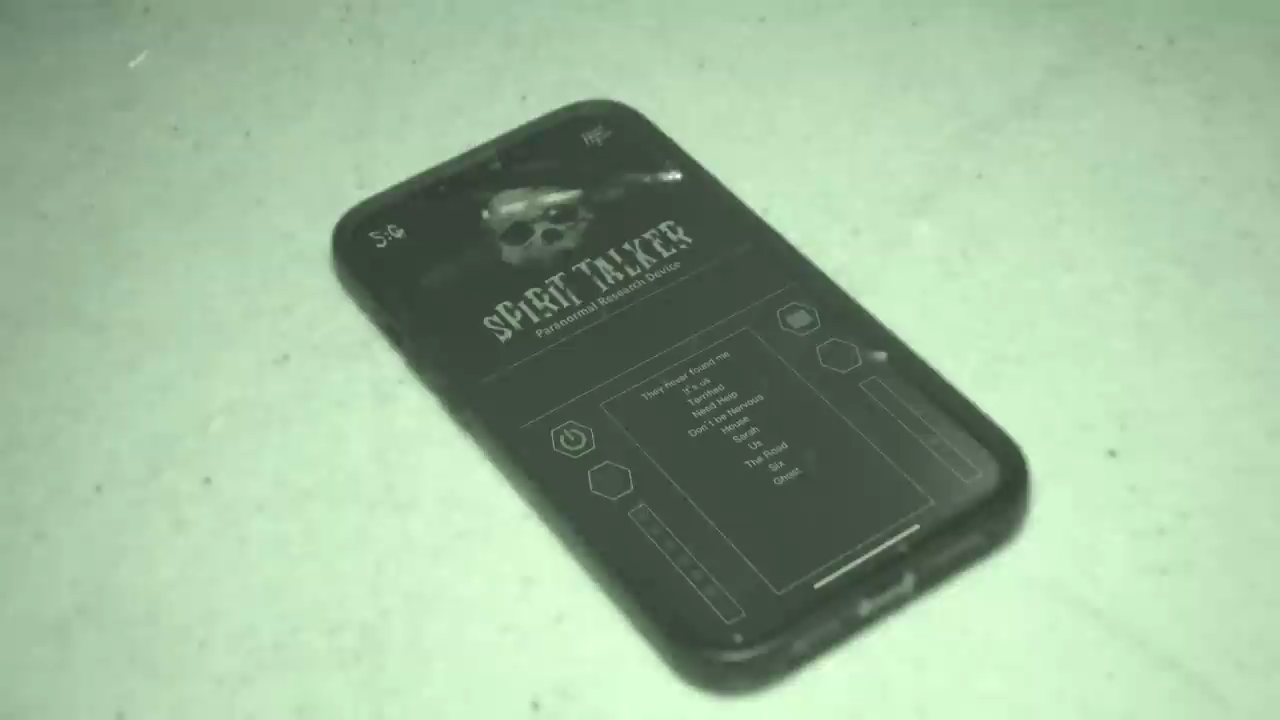 SPIRIT TALKER
Paranormal Research Device
They never found me
It's us
Terrified
Need Help
Don't be Nervous
House
Sarah
Us
The Road
Six
Ghost